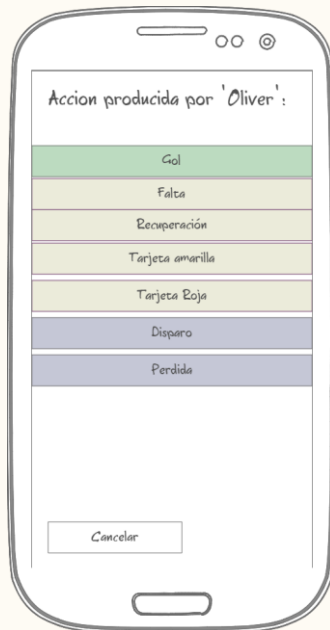 Accion producida por 'Oliver':
Gol
Falta
Recuperación
Tarjeta amarilla
Tarjeta Roja
Disparo
Perdida
Cancelar